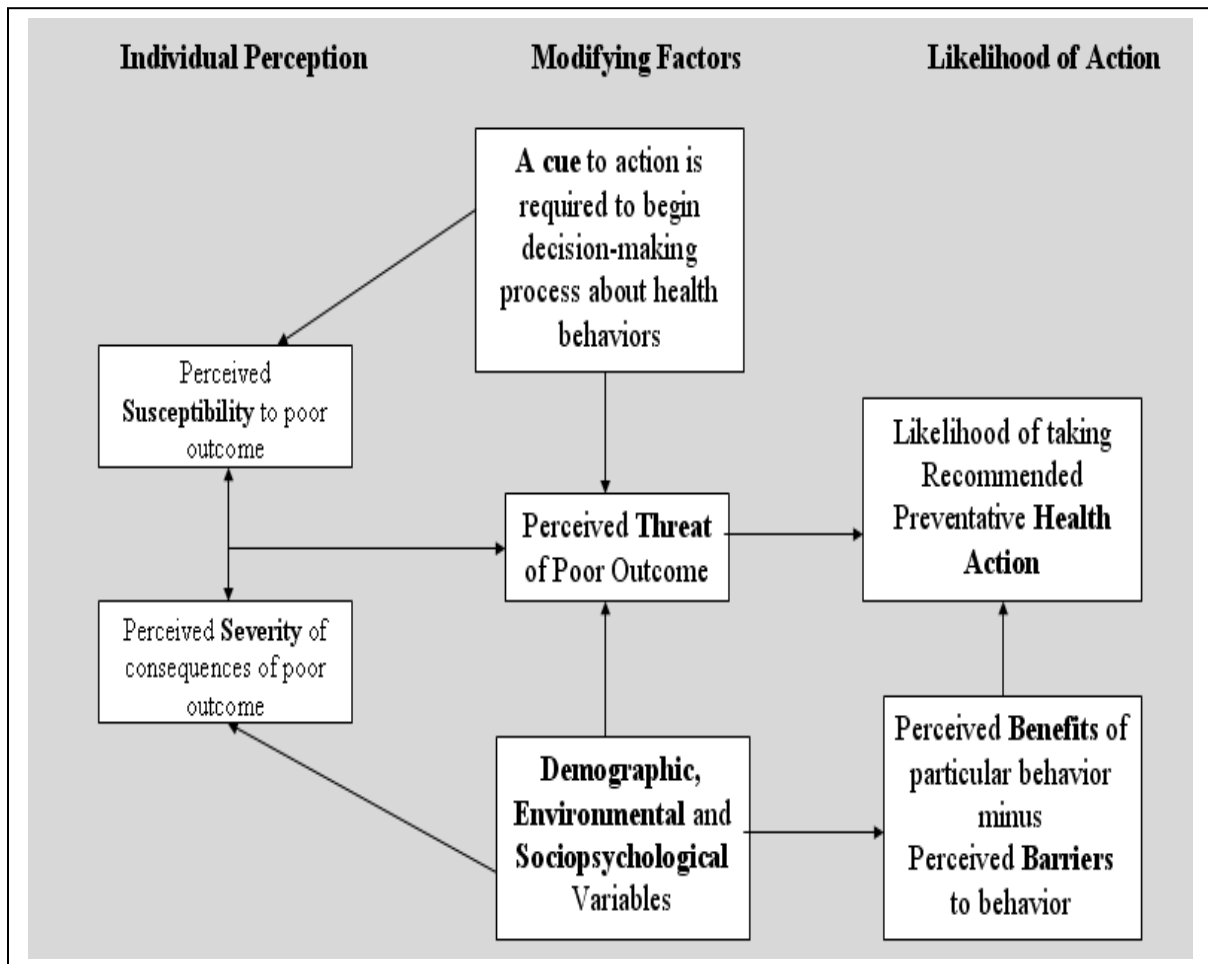 Individual Perception
Modifying Factors
Likelihood of Action
A cue to action is
required to begin
decision-making
process about health
behaviors
Perceived
Susceptibility to poor
outcome
Likelihood of taking
Recommended
Preventative Health
Action
Perceived Threat
of Poor Outcome
Perceived Severity of
consequences of poor
outcome
Demographic,
Environmental and
Sociopsychological
Variables
Perceived Benefits of
particular behavior
minus
Perceived Barriers
to behavior